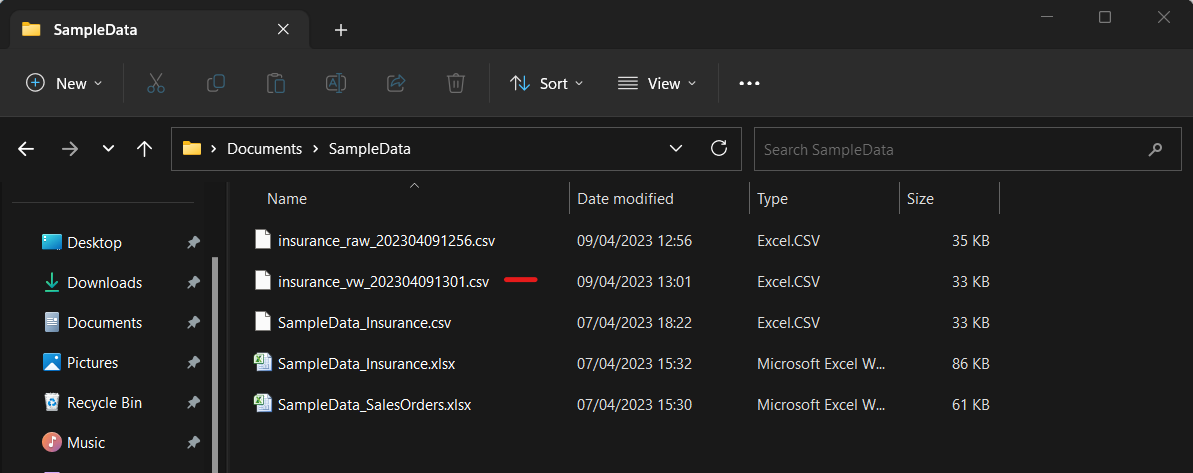 SampleData
New
Sort
View
Documents
SampleData
Search SampleData
Name Date modified Type Size
Desktop
Downloads
Documents
Pictures
Recycle Bin
Music
insurance_raw_202304091256.csv 09/04/2023 12:56 Excel.CSV 35 KB
insurance_vw_202304091301.csv 09/04/2023 13:01 Excel.CSV 33 KB
SampleData_Insurance.csv 07/04/2023 18:22 Excel.CSV 33 KB
SampleData_Insurance.xlsx 07/04/2023 15:32 Microsoft Excel W... 86 KB
SampleData_SalesOrders.xlsx 07/04/2023 15:30 Microsoft Excel W... 61 KB